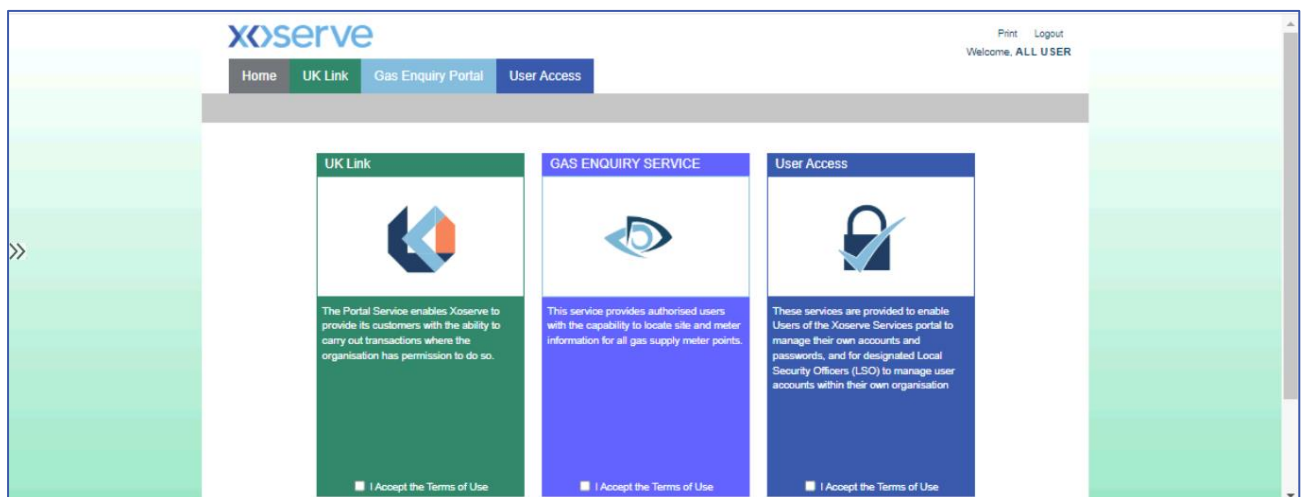 xoserve
Print Logout
Welcome, ALL USER
Home UK Link Gas Enquiry Portal User Access
UK Link
The Portal Service enables Xoserve to
provide its customers with the ability to
carry out transactions where the
organisation has permission to do so.
I Accept the Terms of Use
GAS ENQUIRY SERVICE
This service provides authorised users
with the capability to locate site and meter
information for all gas supply meter points.
I Accept the Terms of Use
User Access
These services are provided to enable
Users of the Xoserve Services portal to
manage their own accounts and
passwords, and for designated Local
Security Officers (LSO) to manage user
accounts within their own organisation
I Accept the Terms of Use